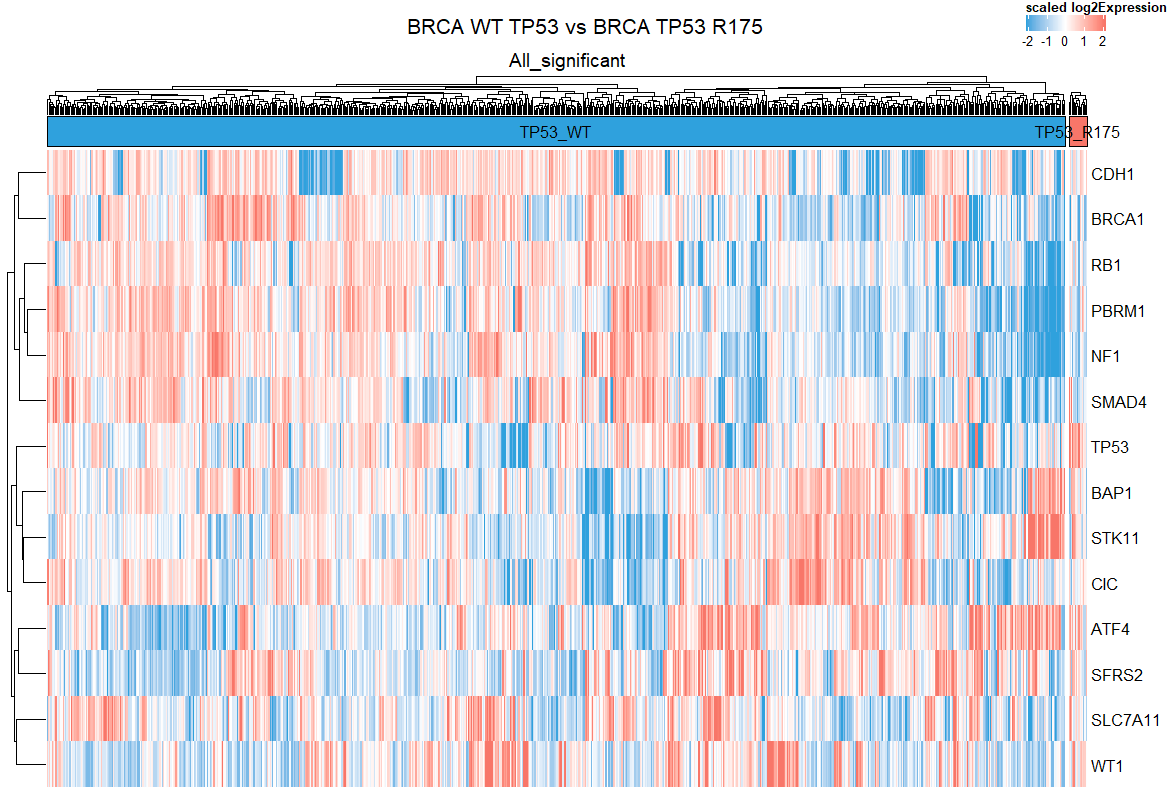 scaled log2Expression
-2 -1 0 1 2
BRCA WT TP53 vs BRCA TP53 R175
All_significant
TP53_WT
TP53_R175
CDH1
BRCA1
RB1
PBRM1
NF1
SMAD4
TP53
BAP1
STK11
CIC
ATF4
SFRS2
SLC7A11
WT1